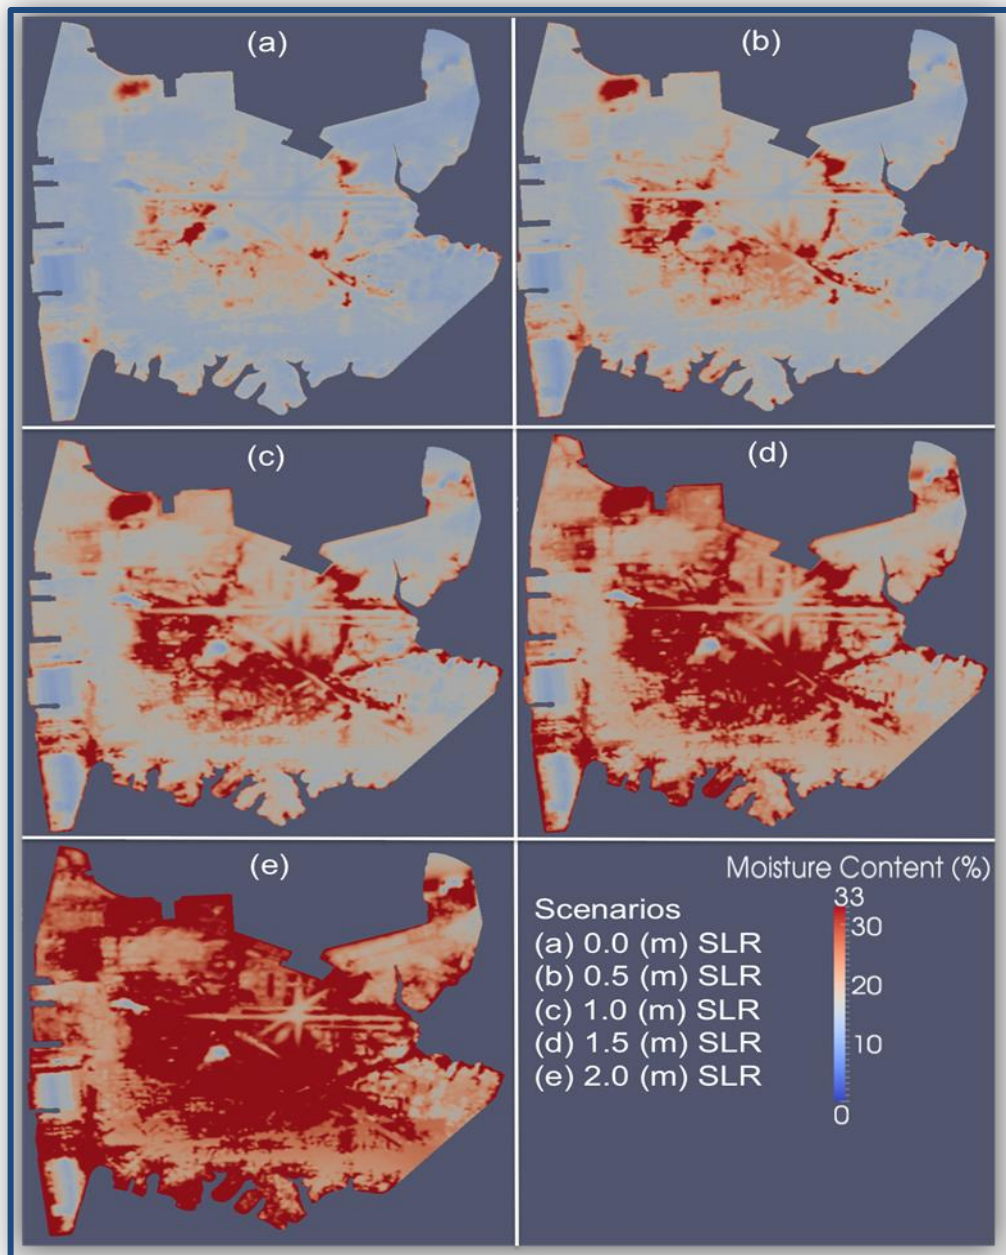 (a)
(b)
(c)
(d)
(e)
Moisture Content (%)
33
30
20
10
0
Scenarios
(a) 0.0 (m) SLR
(b) 0.5 (m) SLR
(c) 1.0 (m) SLR
(d) 1.5 (m) SLR
(e) 2.0 (m) SLR